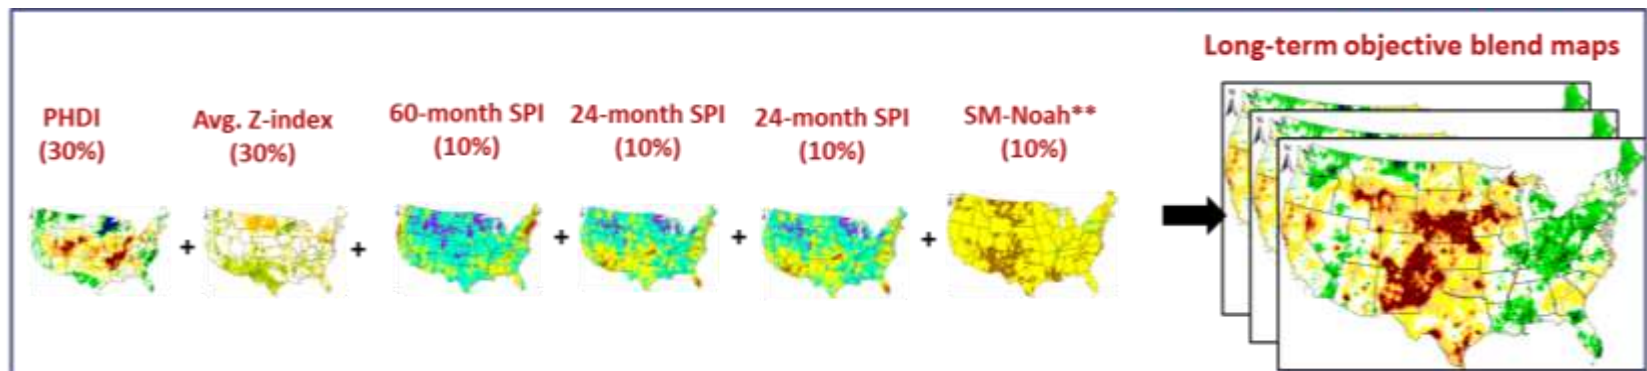 Long-term objective blend maps
PHDI
(30%)
Avg. Z-index
(30%)
60-month SPI
(10%)
24-month SPI
(10%)
24-month SPI
(10%)
SM-Noah**
(10%)
+
+
+
+
+